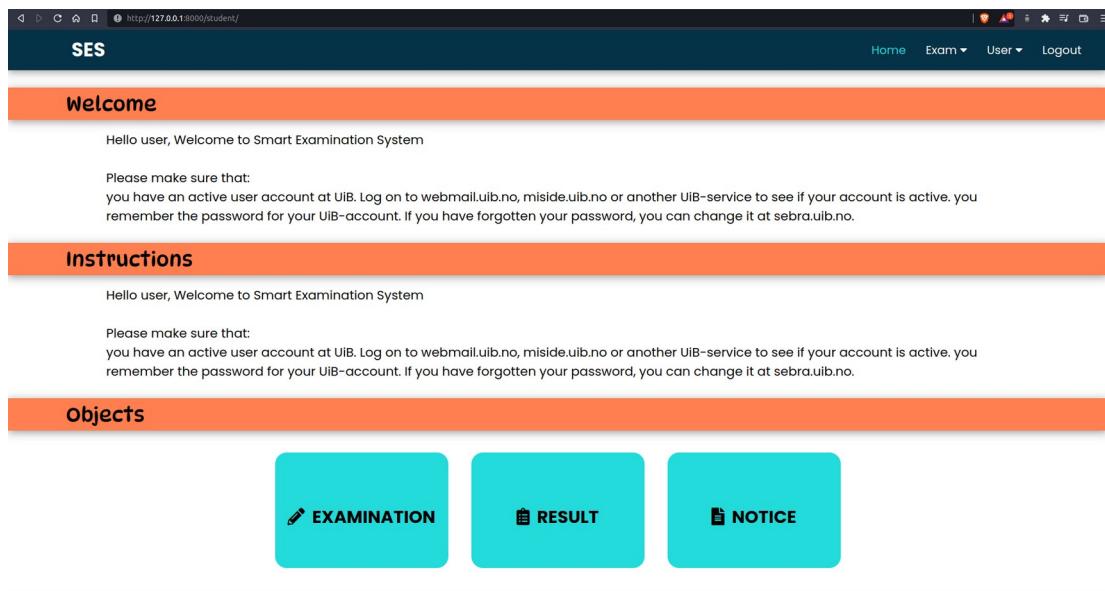 http://127.0.0.1:8000/student/
SES
Home Exam User Logout
Welcome
Hello user, Welcome to Smart Examination System
Please make sure that:
you have an active user account at UiB. Log on to webmail.uib.no, miside.uib.no or another UiB-service to see if your account is active. you
remember the password for your UiB-account. If you have forgotten your password, you can change it at sebra.uib.no.
Instructions
Hello user, Welcome to Smart Examination System
Please make sure that:
you have an active user account at UiB. Log on to webmail.uib.no, miside.uib.no or another UiB-service to see if your account is active. you
remember the password for your UiB-account. If you have forgotten your password, you can change it at sebra.uib.no.
Objects
EXAMINATION RESULT NOTICE